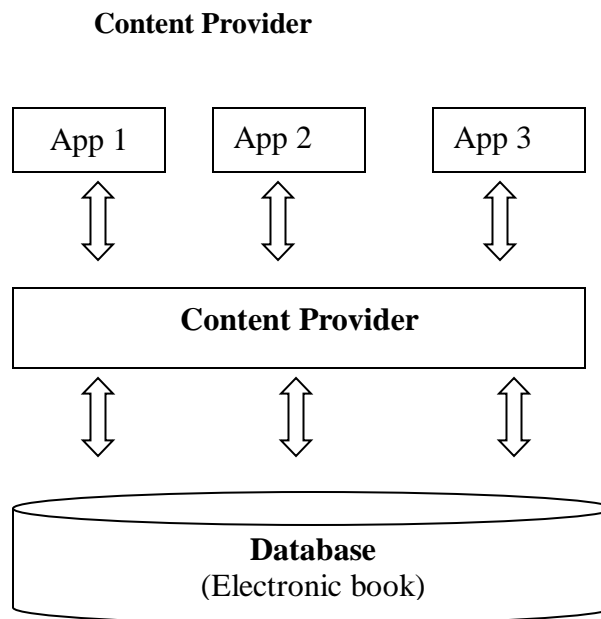 Content Provider
App 1 App 2 App 3
Content Provider
Database
(Electronic book)